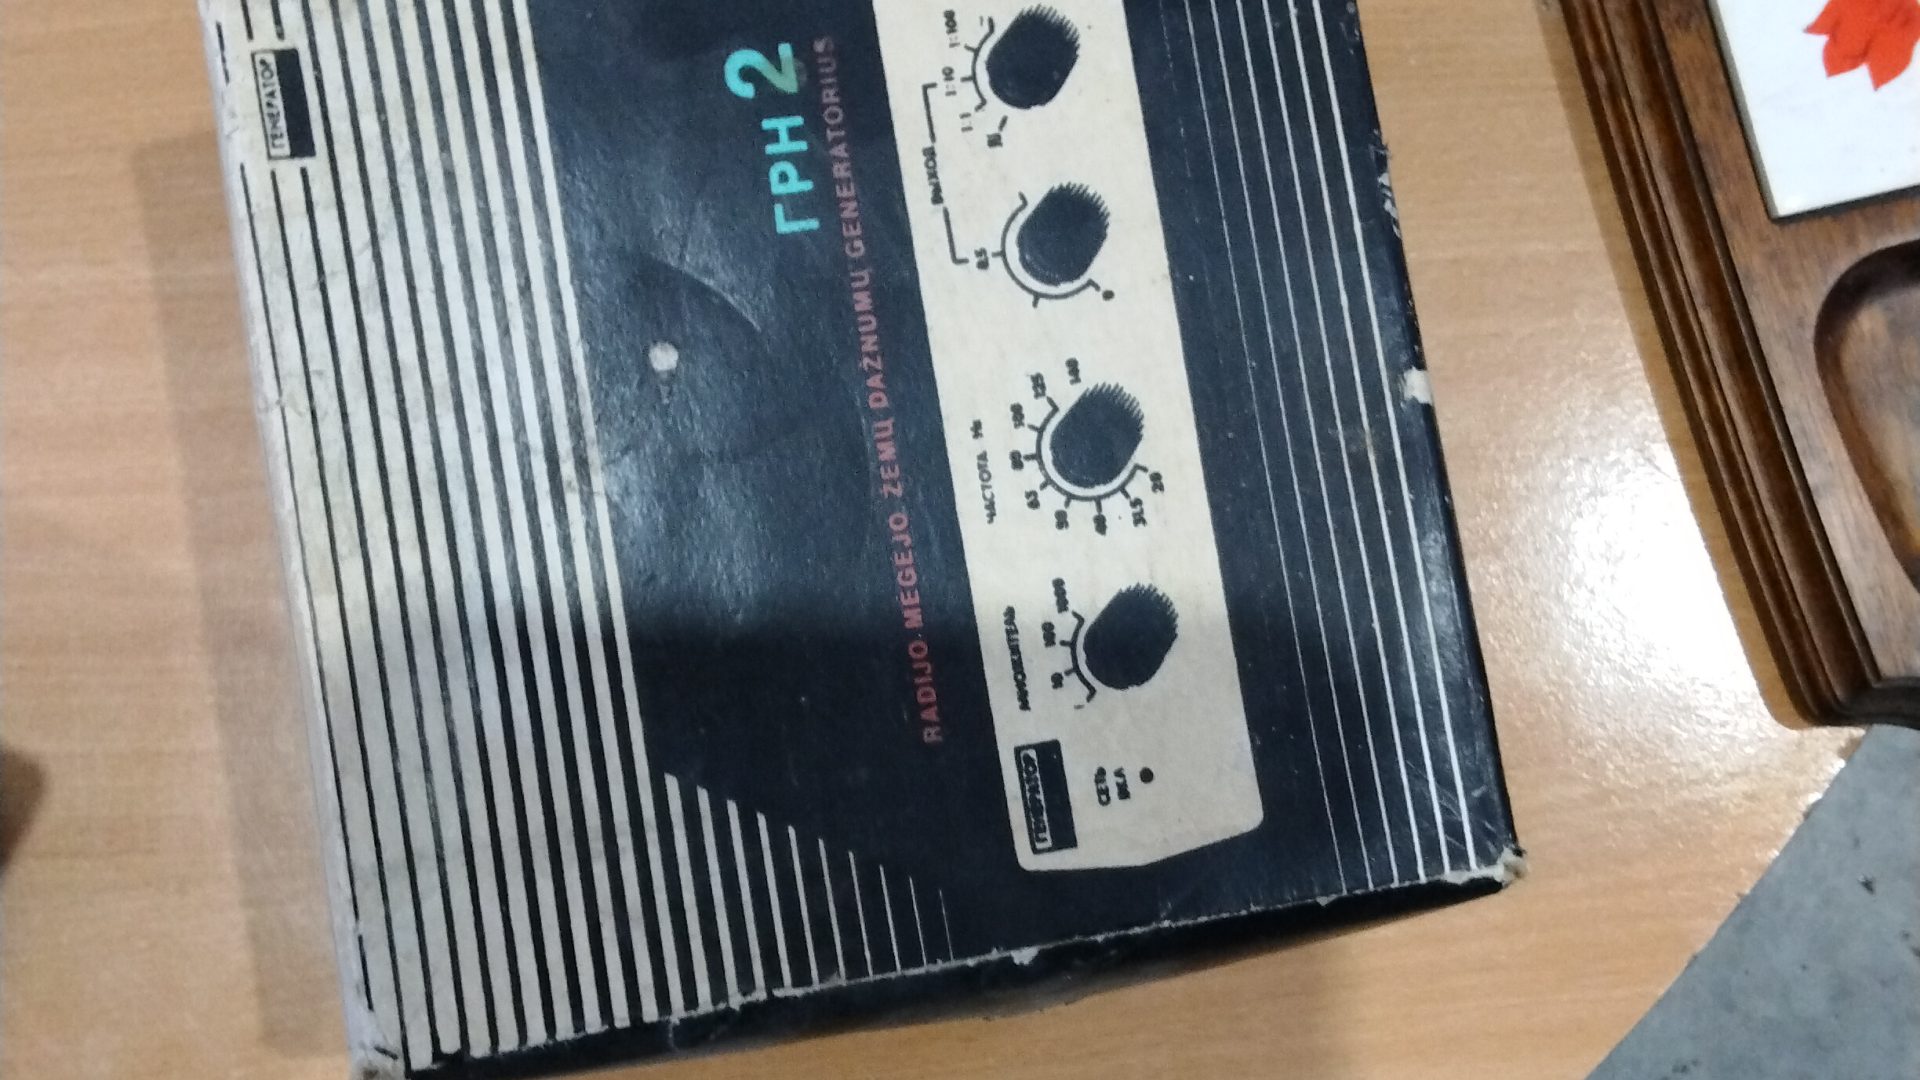 ГЕНЕРАТОР
ГРН 2
RADIJO MĖGĖJO ŽEMŲ DAŽNUMŲ GENERATORIUS
ГЕНЕРАТОР
СЕТЬ
ВКЛ
МНОЖИТЕЛЬ
1 10 100 1000
ЧАСТОТА Hz
20 31,5 40 50 63 80 100 125 140
ВЫХОД
0 0,5
1:1 1:10 1:100